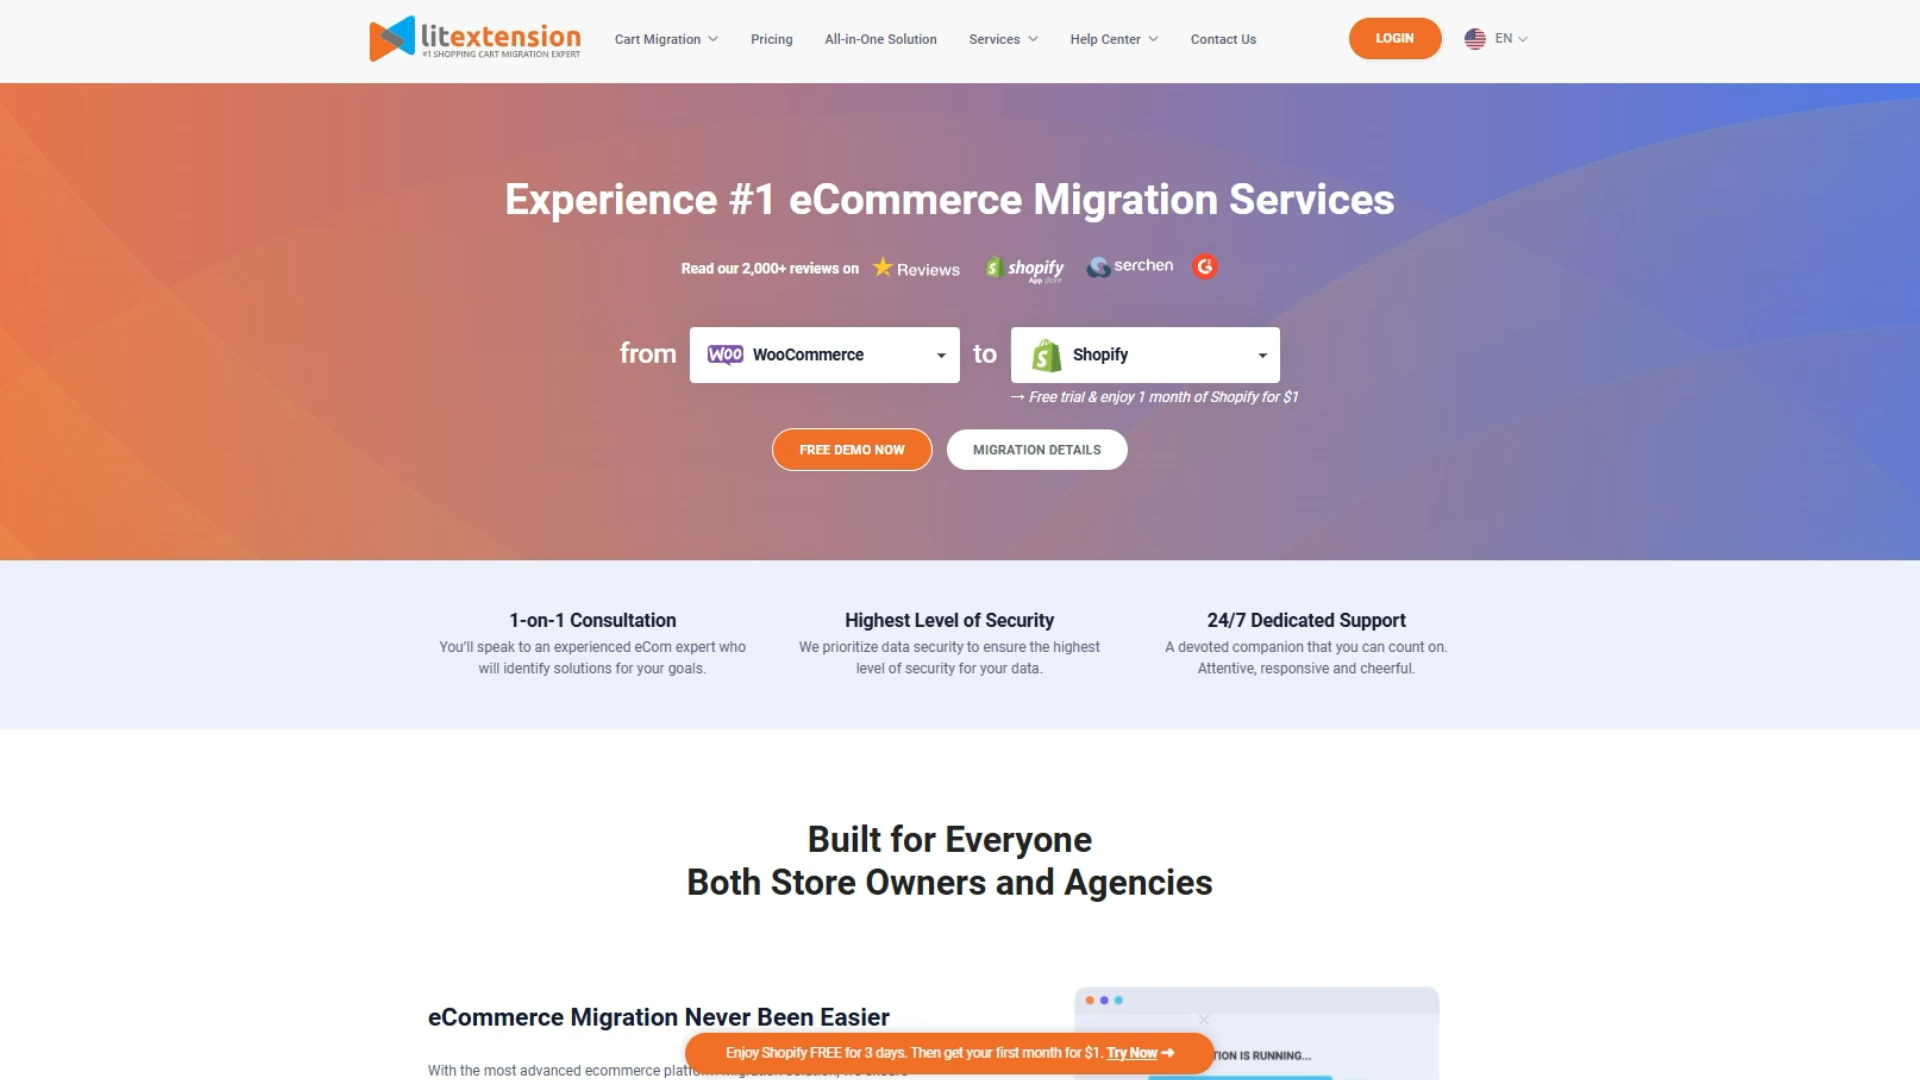 litextension
#1 SHOPPING CART MIGRATION EXPERT
Cart Migration
Pricing
All-in-One Solution
Services
Help Center
Contact Us
LOGIN
EN
Experience #1 eCommerce Migration Services
Read our 2,000+ reviews on
Reviews
shopify
App Store
serchen
from
WOO WooCommerce
to
Shopify
→ Free trial & enjoy 1 month of Shopify for $1
FREE DEMO NOW
MIGRATION DETAILS
1-on-1 Consultation
You'll speak to an experienced eCom expert who
will identify solutions for your goals.
Highest Level of Security
We prioritize data security to ensure the highest
level of security for your data.
24/7 Dedicated Support
A devoted companion that you can count on.
Attentive, responsive and cheerful.
Built for Everyone
Both Store Owners and Agencies
eCommerce Migration Never Been Easier
With the most advanced ecommerce
TION IS RUNNING...
Enjoy Shopify FREE for 3 days. Then get your first month for $1. Try Now ➜